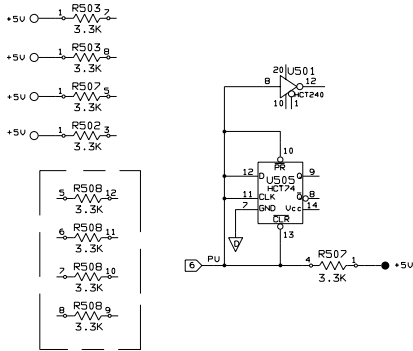 R503
+5V 1 7
3.3K
R503
+5V 1 8
3.3K
R507
+5V 1 5
3.3K
R502
+5V 1 3
3.3K
R508
5 12
3.3K
R508
6 11
3.3K
R508
7 10
3.3K
R508
8 9
3.3K
20 U501
8 12
HCT240
10 1
10
PR
12 D Q 9
U505
HCT74
11 CLK Q 8
7 GND Vcc 14
CLR
13
D
6 PU
R507
4 1 +5V
3.3K